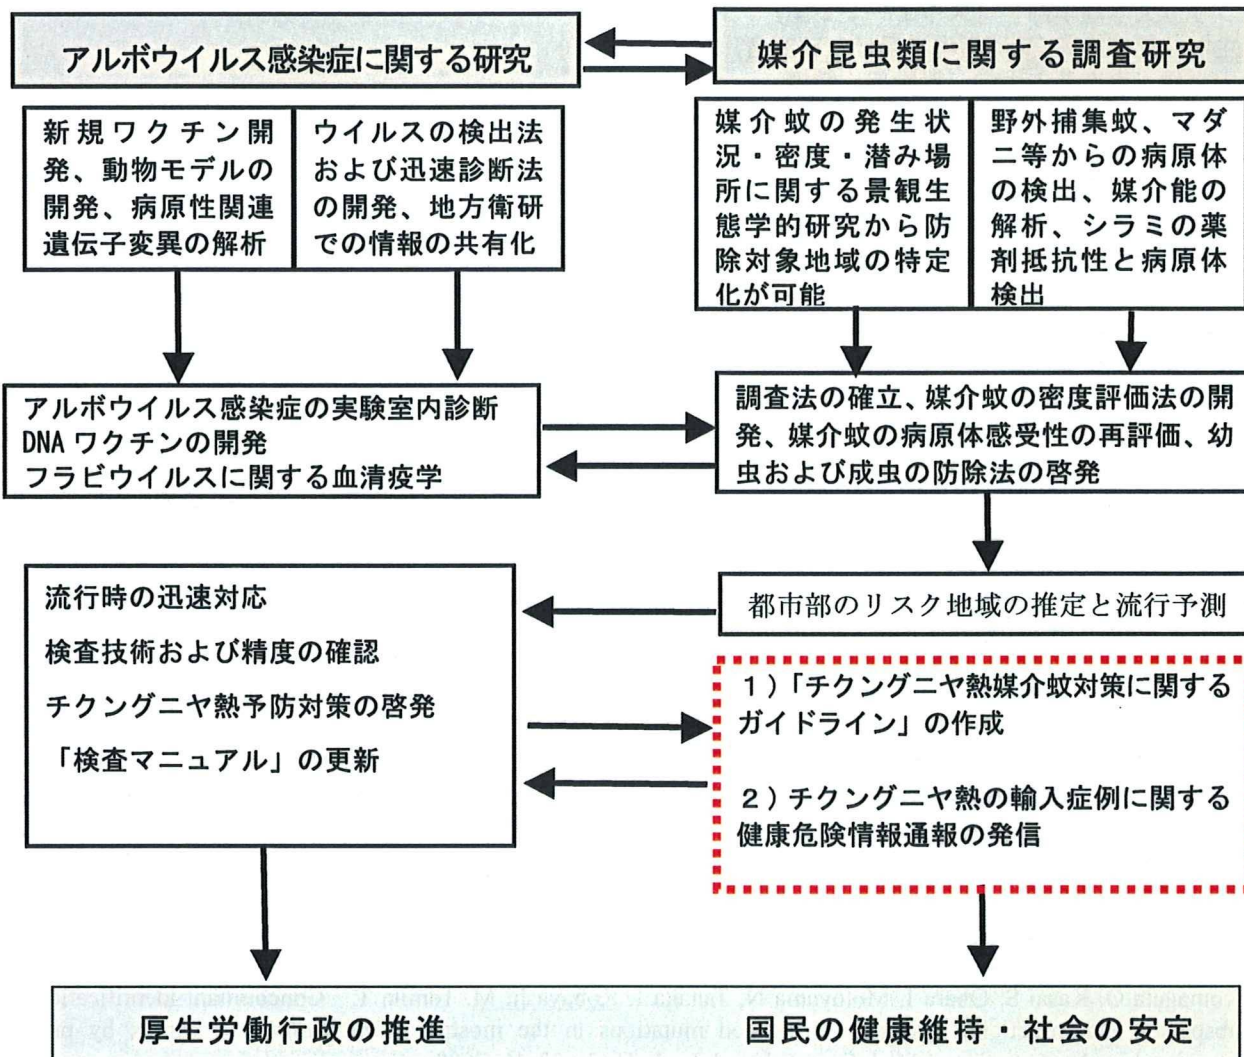 アルボウイルス感染症に関する研究
媒介昆虫類に関する調査研究
新規ワクチン開
発、動物モデルの
開発、病原性関連
遺伝子変異の解析
ウイルスの検出法
および迅速診断法
の開発、地方衛研
での情報の共有化
媒介蚊の発生状
況・密度・潜み場
所に関する景観生
態学的研究から防
除対象地域の特定
化が可能
野外捕集蚊、マダ
ニ等からの病原体
の検出、媒介能の
解析、シラミの薬
剤抵抗性と病原体
検出
アルボウイルス感染症の実験室内診断
DNAワクチンの開発
フラビウイルスに関する血清疫学
調査法の確立、媒介蚊の密度評価法の開
発、媒介蚊の病原体感受性の再評価、幼
虫および成虫の防除法の啓発
流行時の迅速対応
検査技術および精度の確認
チクングニヤ熱予防対策の啓発
「検査マニュアル」の更新
都市部のリスク地域の推定と流行予測
1)「チクングニヤ熱媒介蚊対策に関する
ガイドライン」の作成
2)チクングニヤ熱の輸入症例に関する
健康危険情報通報の発信
厚生労働行政の推進
国民の健康維持・社会の安定